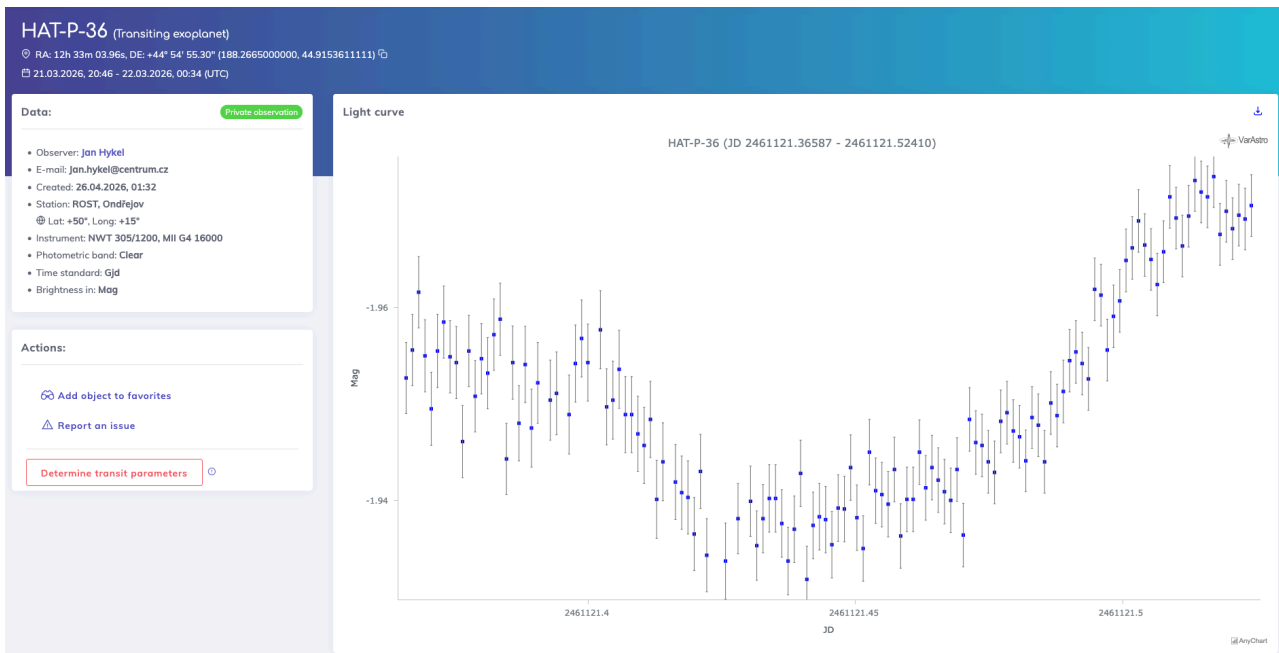 HAT-P-36 (Transiting exoplanet)
RA: 12h 33m 03.96s, DE: +44° 54' 55.30" (188.2665000000, 44.9153611111)
21.03.2026, 20:46 - 22.03.2026, 00:34 (UTC)
Data:
Private observation
• Observer: Jan Hykel
• E-mail: Jan.hykel@centrum.cz
• Created: 26.04.2026, 01:32
• Station: ROST, Ondřejov
Lat: +50°, Long: +15°
• Instrument: NWT 305/1200, MII G4 16000
• Photometric band: Clear
• Time standard: Gjd
• Brightness in: Mag
Actions:
Add object to favorites
Report an issue
Determine transit parameters
Light curve
HAT-P-36 (JD 2461121.36587 - 2461121.52410)
VarAstro
-1.96
Mag
-1.94
2461121.4
2461121.45
2461121.5
JD
AnyChart